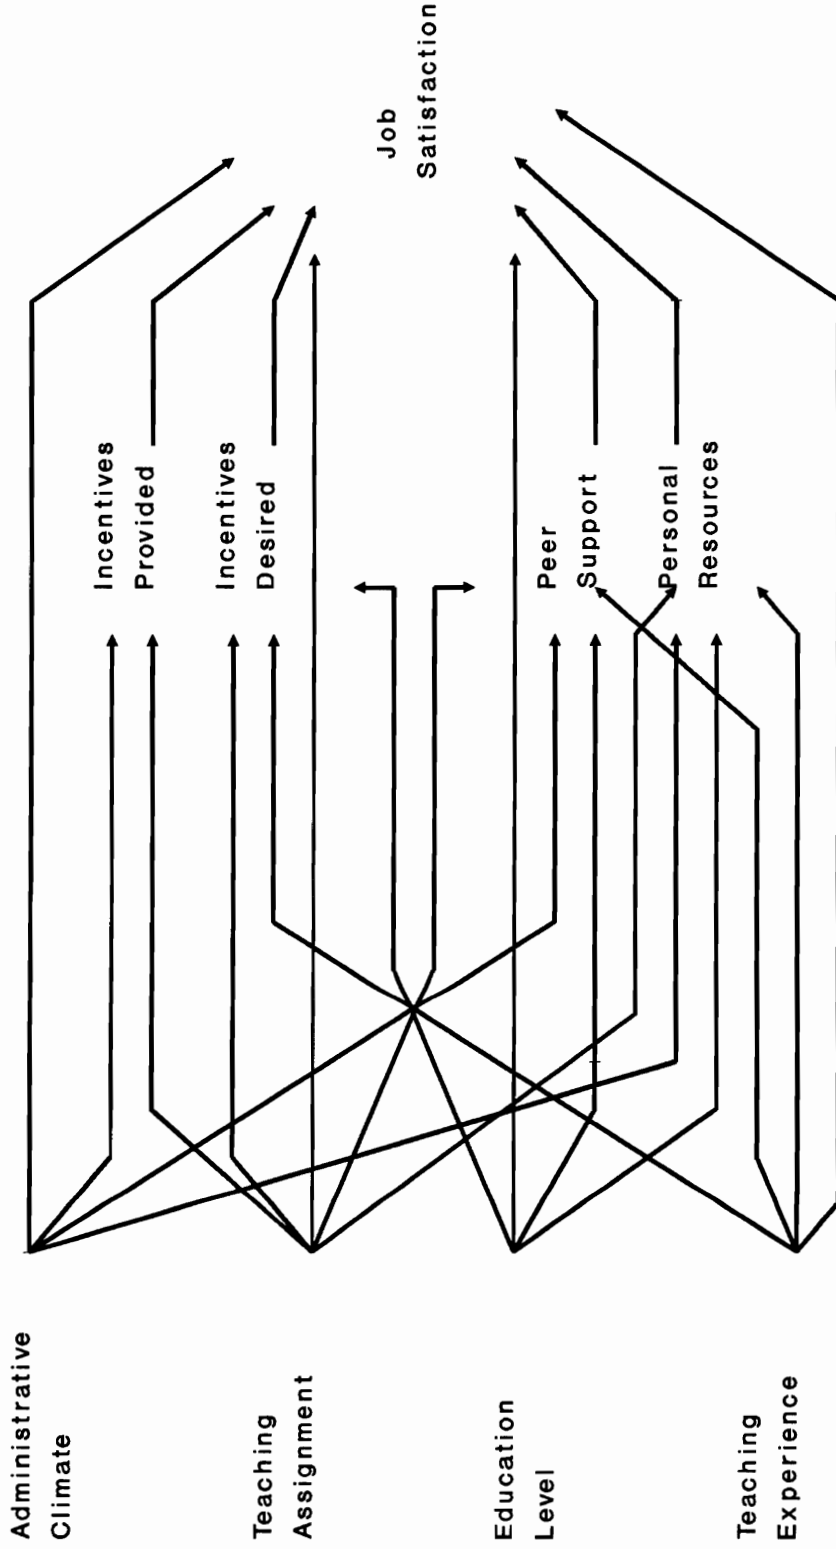 Administrative
Climate
Teaching
Assignment
Education
Level
Teaching
Experience
Incentives
Provided
Incentives
Desired
Peer
Support
Personal
Resources
Job
Satisfaction